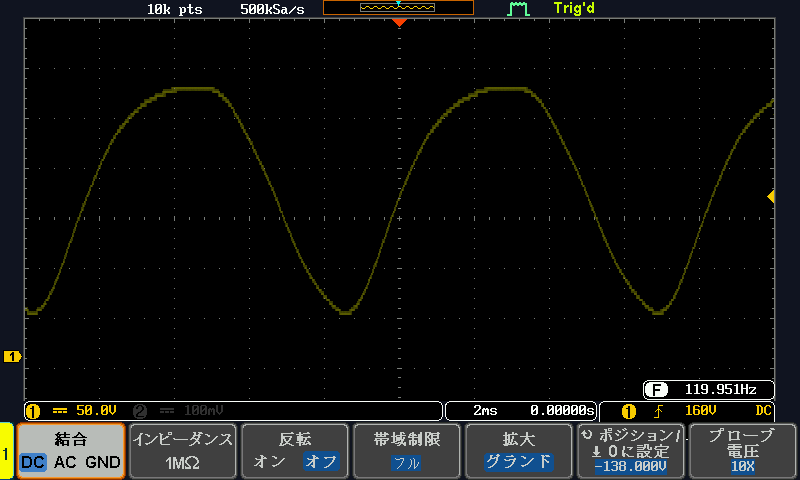 10k pts 500kSa/s Trig'd
1
F 119.951Hz
1 50.0V 2 100mV 2ms 0.00000s 1 160V DC
1
結合
DC AC GND
インピーダンス
1MΩ
反転
オン オフ
帯域制限
フル
拡大
グランド
ポジション/
0に設定
-138.000V
プローブ
電圧
10X